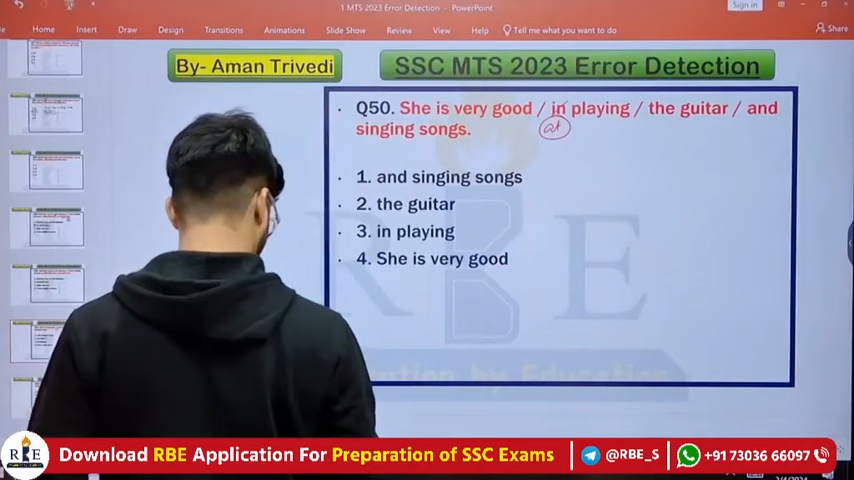 1 MTS 2023 Error Detection - PowerPoint
Sign in
Home Insert Draw Design Transitions Animations Slide Show Review View Help Tell me what you want to do
Share
By- Aman Trivedi
SSC MTS 2023 Error Detection
Q50. She is very good / in playing / the guitar / and
singing songs.
at
1. and singing songs
2. the guitar
3. in playing
4. She is very good
RBE
by Education
Download RBE Application For Preparation of SSC Exams
@RBE_S
+91 73036 66097
RBE